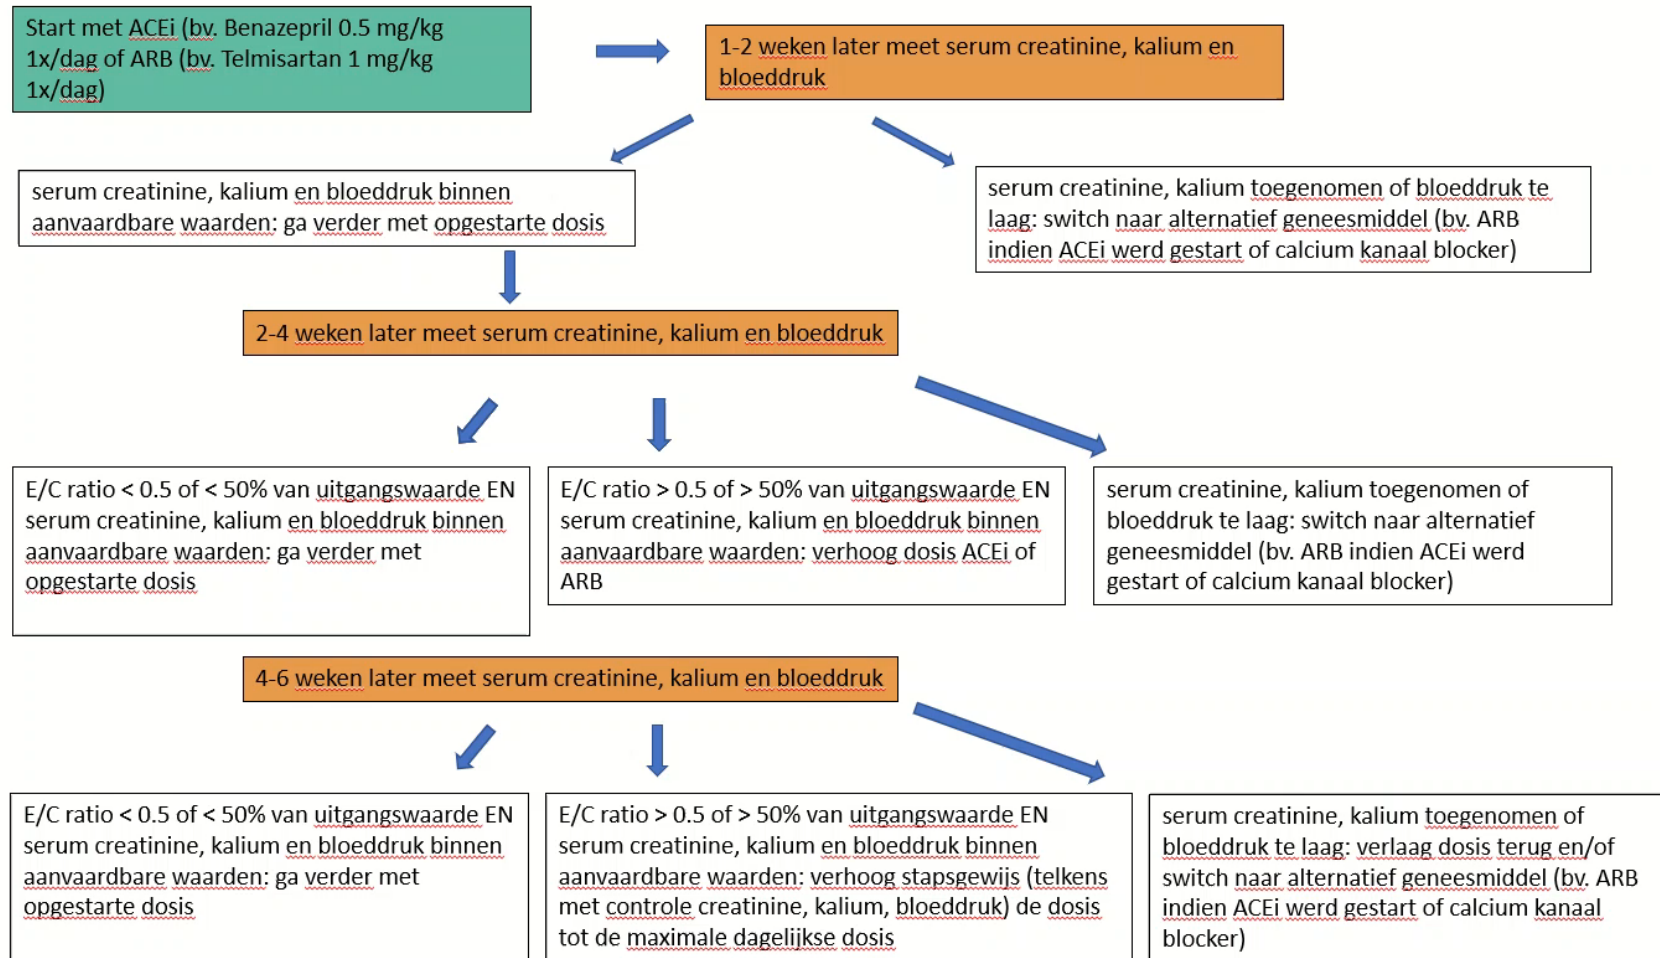 Start met ACEi (bv. Benazepril 0.5 mg/kg
1x/dag of ARB (bv. Telmisartan 1 mg/kg
1x/dag)
1-2 weken later meet serum creatinine, kalium en
bloeddruk
serum creatinine, kalium en bloeddruk binnen
aanvaardbare waarden: ga verder met opgestarte dosis
serum creatinine, kalium toegenomen of bloeddruk te
laag: switch naar alternatief geneesmiddel (bv. ARB
indien ACEi werd gestart of calcium kanaal blocker)
2-4 weken later meet serum creatinine, kalium en bloeddruk
E/C ratio < 0.5 of < 50% van uitgangswaarde EN
serum creatinine, kalium en bloeddruk binnen
aanvaardbare waarden: ga verder met
opgestarte dosis
E/C ratio > 0.5 of > 50% van uitgangswaarde EN
serum creatinine, kalium en bloeddruk binnen
aanvaardbare waarden: verhoog dosis ACEi of
ARB
serum creatinine, kalium toegenomen of
bloeddruk te laag: switch naar alternatief
geneesmiddel (bv. ARB indien ACEi werd
gestart of calcium kanaal blocker)
4-6 weken later meet serum creatinine, kalium en bloeddruk
E/C ratio < 0.5 of < 50% van uitgangswaarde EN
serum creatinine, kalium en bloeddruk binnen
aanvaardbare waarden: ga verder met
opgestarte dosis
E/C ratio > 0.5 of > 50% van uitgangswaarde EN
serum creatinine, kalium en bloeddruk binnen
aanvaardbare waarden: verhoog stapsgewijs (telkens
met controle creatinine, kalium, bloeddruk) de dosis
tot de maximale dagelijkse dosis
serum creatinine, kalium toegenomen of
bloeddruk te laag: verlaag dosis terug en/of
switch naar alternatief geneesmiddel (bv. ARB
indien ACEi werd gestart of calcium kanaal
blocker)